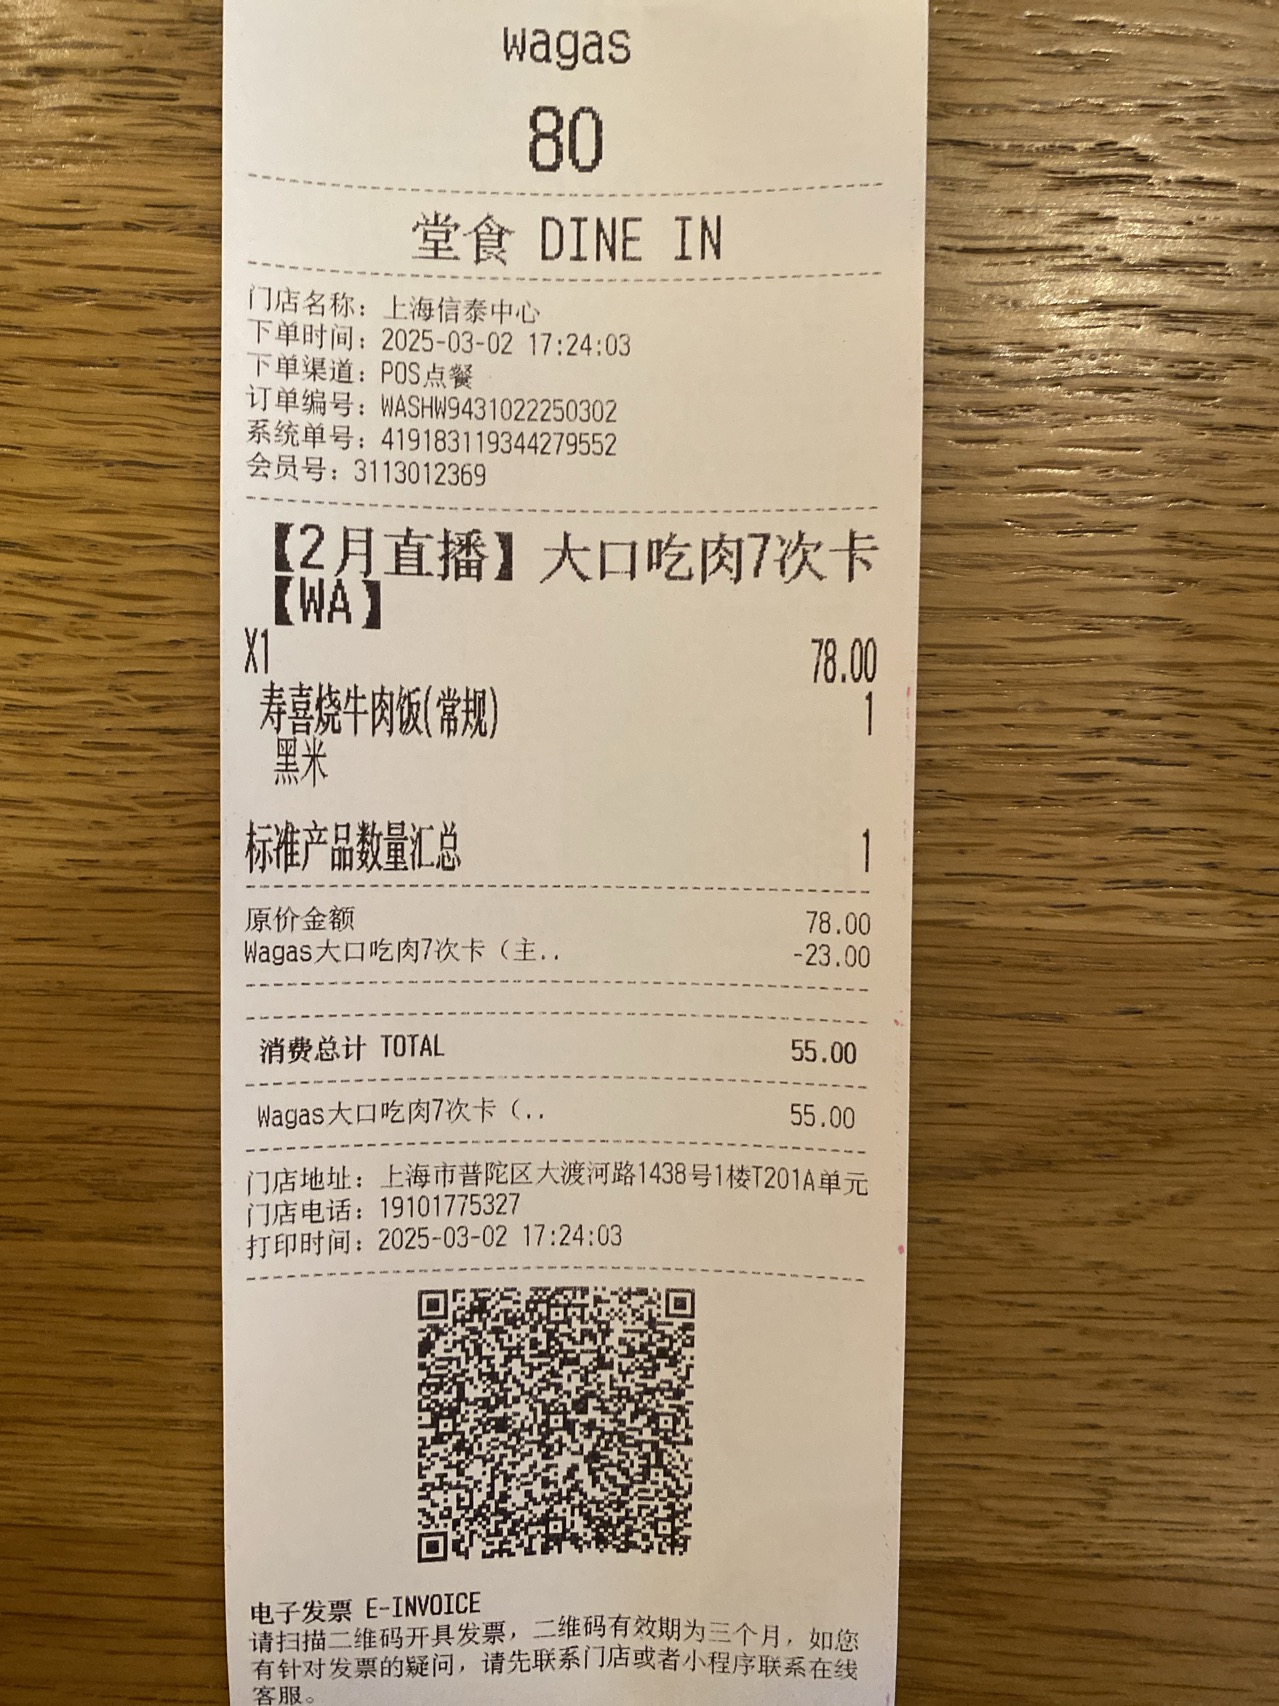 wagas
80
堂食 DINE IN
门店名称：上海信泰中心
下单时间：2025-03-02 17:24:03
下单渠道：POS点餐
订单编号：WASHW9431022250302
系统单号：419183119344279552
会员号：3113012369
【2月直播】大口吃肉7次卡
【WA】
X1 78.00
寿喜烧牛肉饭(常规) 1
黑米
标准产品数量汇总 1
原价金额 78.00
Wagas大口吃肉7次卡（主.. -23.00
消费总计 TOTAL 55.00
Wagas大口吃肉7次卡（.. 55.00
门店地址：上海市普陀区大渡河路1438号1楼T201A单元
门店电话：19101775327
打印时间：2025-03-02 17:24:03
电子发票 E-INVOICE
请扫描二维码开具发票，二维码有效期为三个月，如您
有针对发票的疑问，请先联系门店或者小程序联系在线
客服。